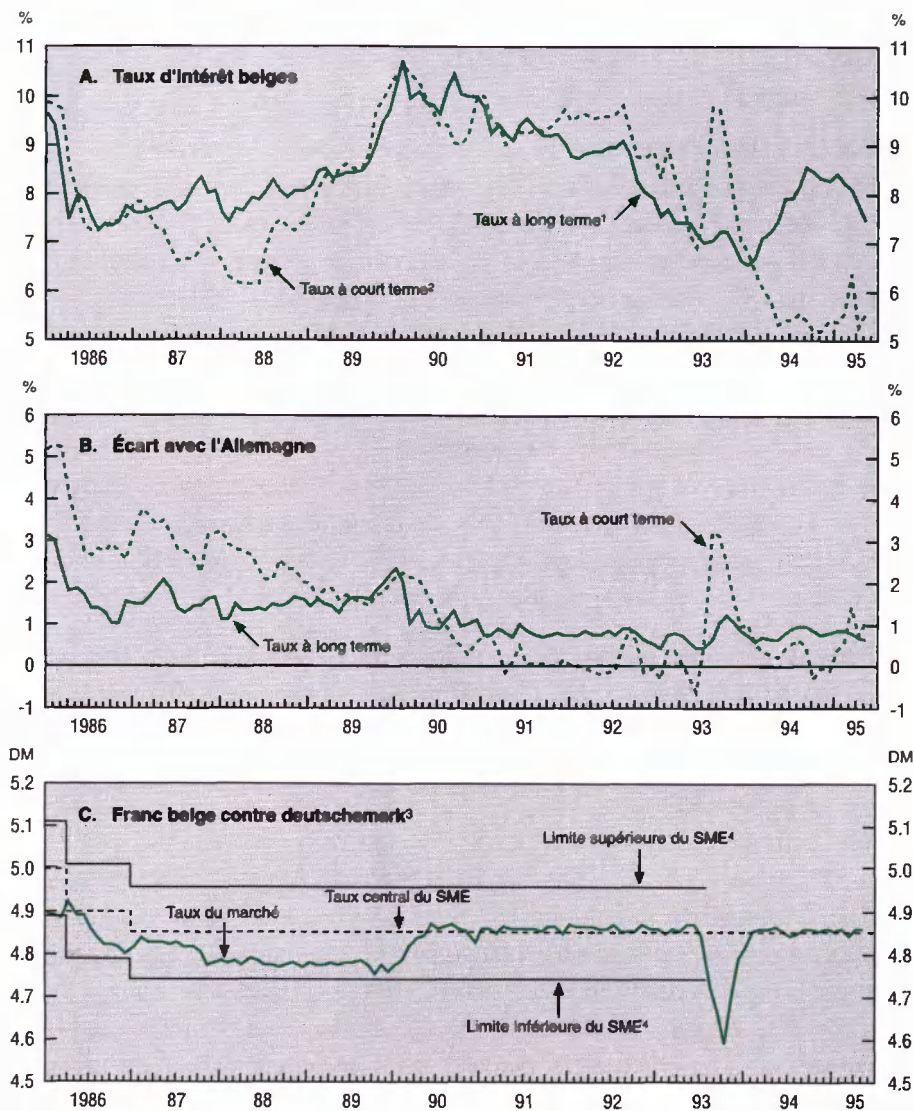 % %
11 11
A. Taux d'intérêt belges
10 10
9 9
8 8
Taux à long terme¹
7 7
Taux à court terme²
6 6
5 5
1986 87 88 89 90 91 92 93 94 95
% %
6 6
B. Écart avec l'Allemagne
5 5
4 4
Taux à court terme
3 3
2 2
1 1
Taux à long terme
0 0
-1 -1
1986 87 88 89 90 91 92 93 94 95
DM DM
5.2 5.2
C. Franc belge contre deutschemark³
5.1 5.1
Limite supérieure du SME⁴
5.0 5.0
Taux central du SME
Taux du marché
4.9 4.9
4.8 4.8
4.7 4.7
Limite inférieure du SME⁴
4.6 4.6
4.5 4.5
1986 87 88 89 90 91 92 93 94 95